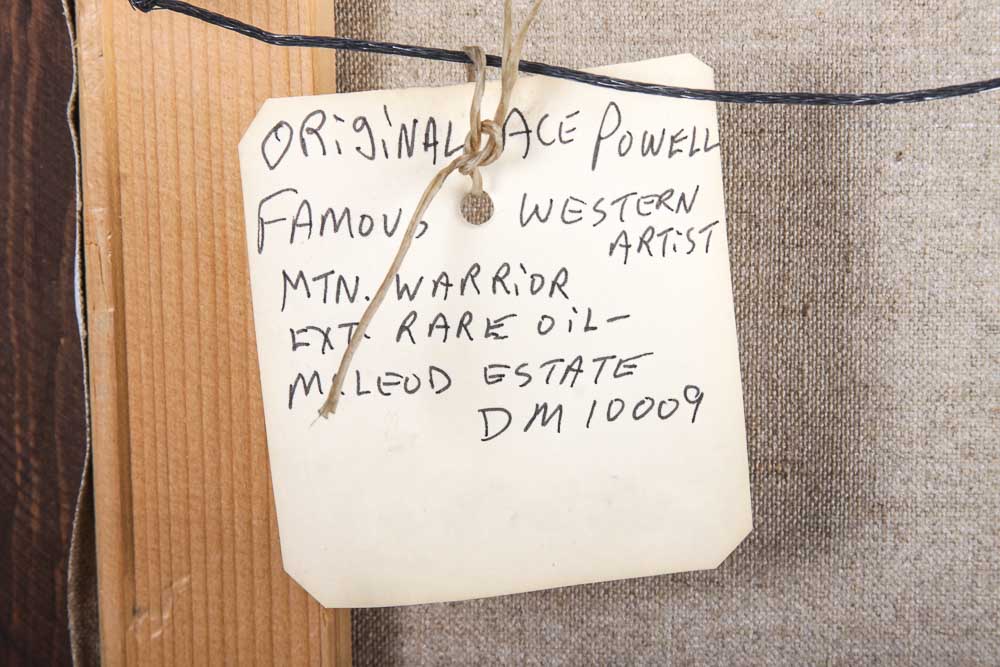 ORiGiNAL ACE POWELL
FAMOUS WESTERN
ARTiST
MTN. WARRiOR
EXT. RARE OiL-
McLEOD ESTATE
DM 10009